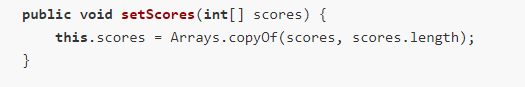 public void setScores(int[] scores) {
    this.scores = Arrays.copyOf(scores, scores.length);
}